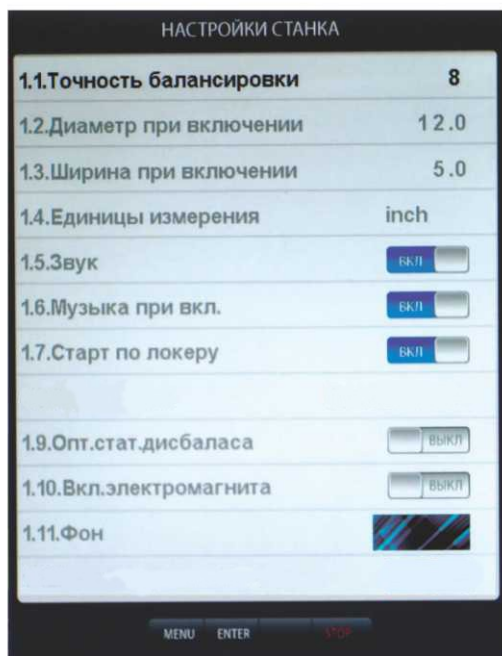 НАСТРОЙКИ СТАНКА
1.1.Точность балансировки 8
1.2.Диаметр при включении 12.0
1.3.Ширина при включении 5.0
1.4.Единицы измерения inch
1.5.Звук ВКЛ
1.6.Музыка при вкл. ВКЛ
1.7.Старт по локеру ВКЛ
1.9.Опт.стат.дисбаласа ВЫКЛ
1.10.Вкл.электромагнита ВЫКЛ
1.11.Фон
MENU ENTER STOP